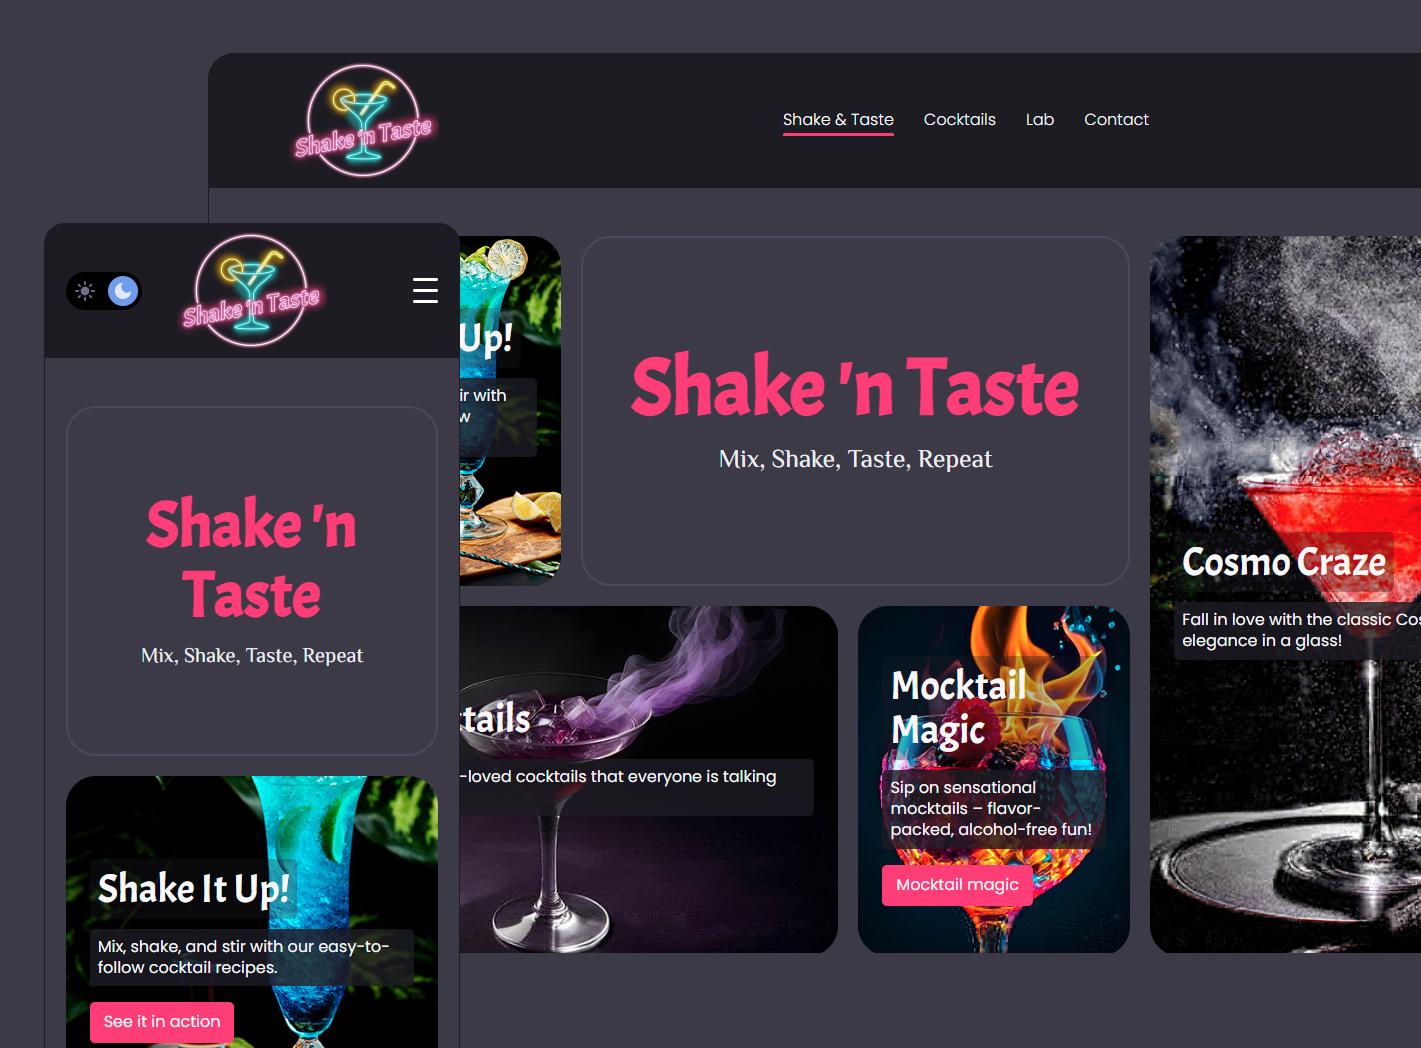 Shake 'n Taste
Shake & Taste
Cocktails
Lab
Contact
Shake 'n Taste
Up!
ir with
w
Shake 'n Taste
Mix, Shake, Taste, Repeat
Cosmo Craze
Fall in love with the classic Cos
elegance in a glass!
Shake 'n
Taste
Mix, Shake, Taste, Repeat
ctails
-loved cocktails that everyone is talking
Mocktail
Magic
Sip on sensational
mocktails – flavor-
packed, alcohol-free fun!
Mocktail magic
Shake It Up!
Mix, shake, and stir with our easy-to-
follow cocktail recipes.
See it in action